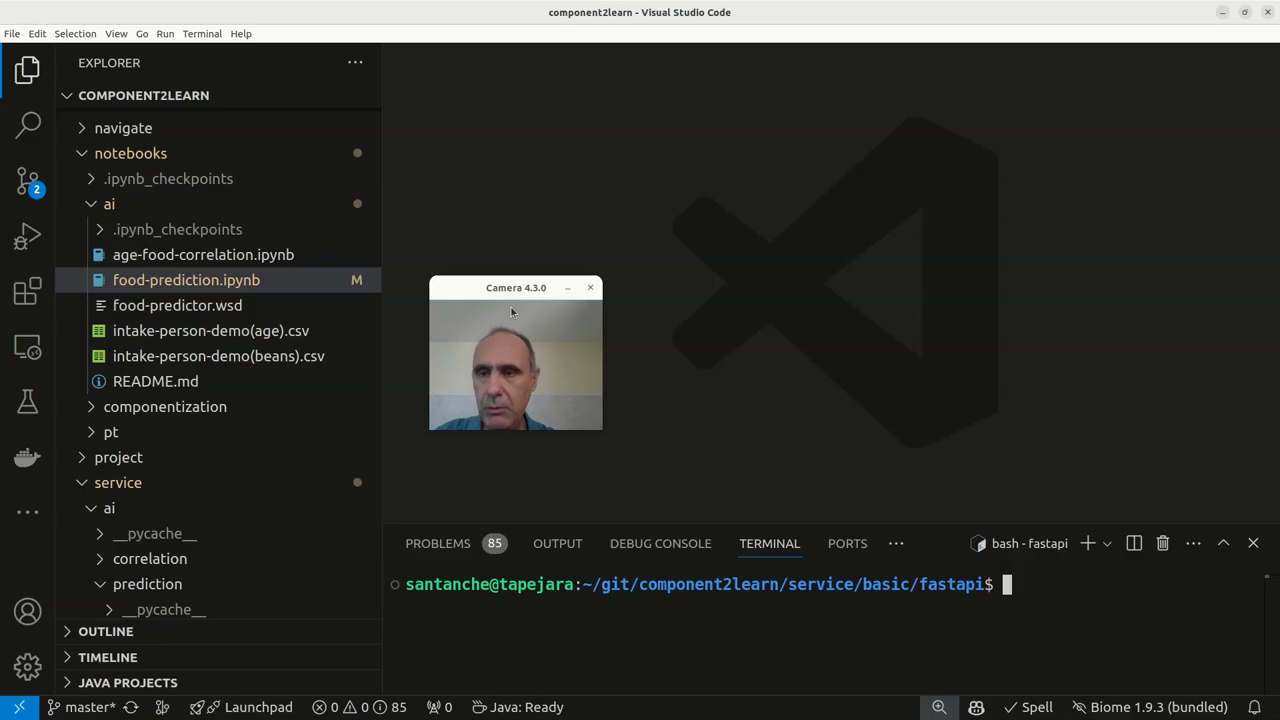 component2learn - Visual Studio Code
File Edit Selection View Go Run Terminal Help
EXPLORER
COMPONENT2LEARN
navigate
notebooks
.ipynb_checkpoints
ai
.ipynb_checkpoints
age-food-correlation.ipynb
food-prediction.ipynb M
food-predictor.wsd
intake-person-demo(age).csv
intake-person-demo(beans).csv
README.md
componentization
pt
project
service
ai
__pycache__
correlation
prediction
__pycache__
OUTLINE
TIMELINE
JAVA PROJECTS
2
Camera 4.3.0
PROBLEMS 85 OUTPUT DEBUG CONSOLE TERMINAL PORTS bash - fastapi
santanche@tapejara:~/git/component2learn/service/basic/fastapi$
master* Launchpad 0 0 85 0 Java: Ready Spell Biome 1.9.3 (bundled)